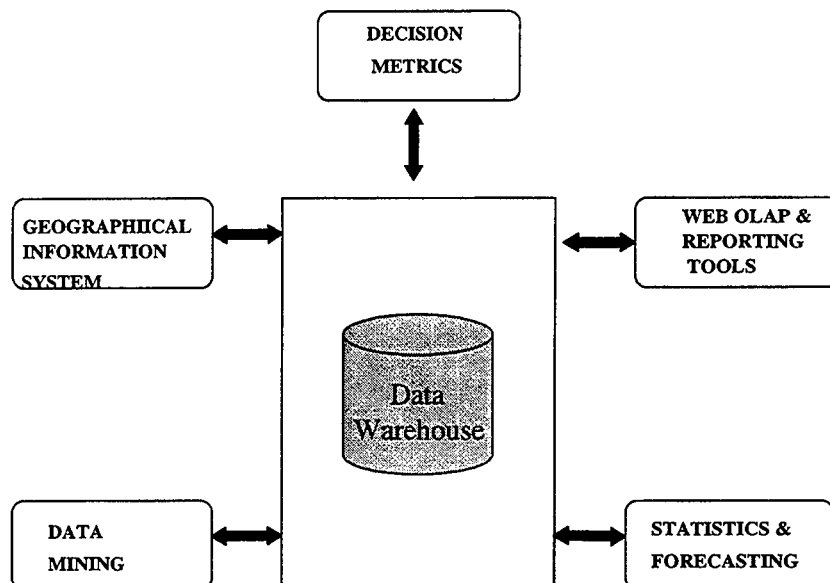 DECISION
METRICS
GEOGRAPHIICAL
INFORMATION
SYSTEM
WEB OLAP &
REPORTING
TOOLS
Data
Warehouse
DATA
MINING
STATISTICS &
FORECASTING